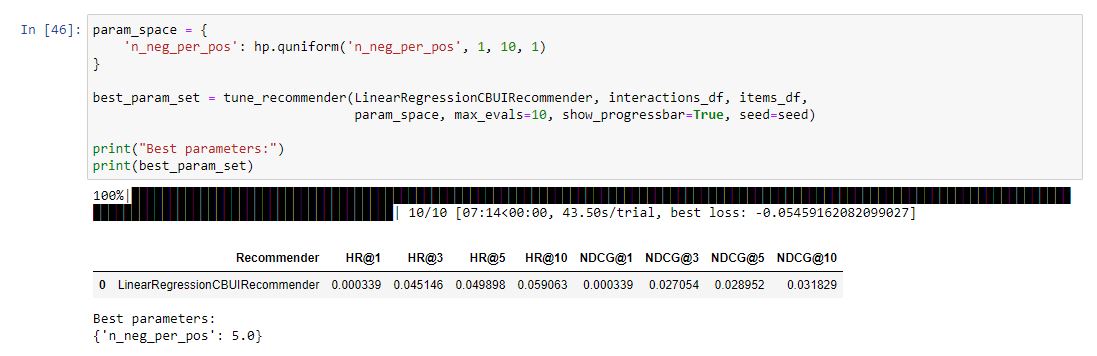 In [46]: param_space = {
    'n_neg_per_pos': hp.quniform('n_neg_per_pos', 1, 10, 1)
}
best_param_set = tune_recommender(LinearRegressionCBUIRecommender, interactions_df, items_df,
                                  param_space, max_evals=10, show_progressbar=True, seed=seed)
print("Best parameters:")
print(best_param_set)
100%|
| 10/10 [07:14<00:00, 43.50s/trial, best loss: -0.05459162082099027]
Recommender HR@1 HR@3 HR@5 HR@10 NDCG@1 NDCG@3 NDCG@5 NDCG@10
0 LinearRegressionCBUIRecommender 0.000339 0.045146 0.049898 0.059063 0.000339 0.027054 0.028952 0.031829
Best parameters:
{'n_neg_per_pos': 5.0}